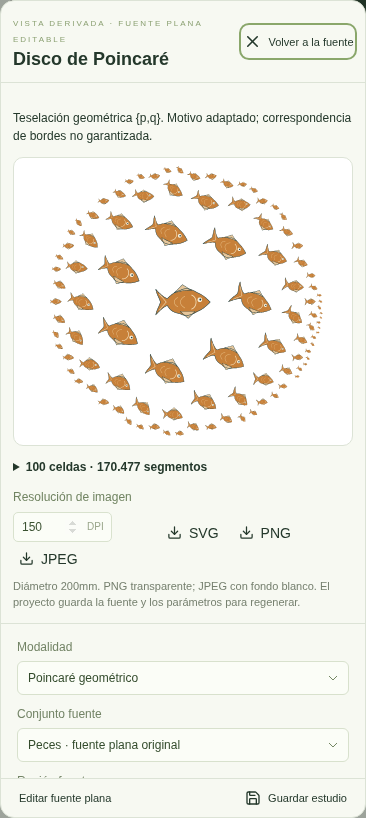 VISTA DERIVADA · FUENTE PLANA
EDITABLE
Disco de Poincaré
Volver a la fuente
Teselación geométrica {p,q}. Motivo adaptado; correspondencia
de bordes no garantizada.
100 celdas · 170.477 segmentos
Resolución de imagen
150 DPI
SVG
PNG
JPEG
Diámetro 200mm. PNG transparente; JPEG con fondo blanco. El
proyecto guarda la fuente y los parámetros para regenerar.
Modalidad
Poincaré geométrico
Conjunto fuente
Peces · fuente plana original
Editar fuente plana
Guardar estudio